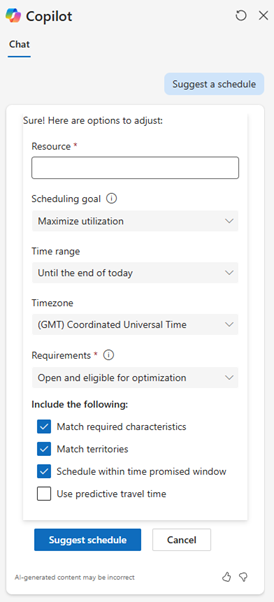 Copilot
Chat
Suggest a schedule
Sure! Here are options to adjust:
Resource *
Scheduling goal
Maximize utilization
Time range
Until the end of today
Timezone
(GMT) Coordinated Universal Time
Requirements *
Open and eligible for optimization
Include the following:
Match required characteristics
Match territories
Schedule within time promised window
Use predictive travel time
Suggest schedule Cancel
AI-generated content may be incorrect